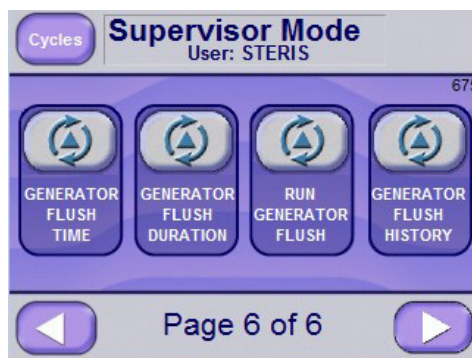 Cycles
Supervisor Mode
User: STERIS
675
GENERATOR
FLUSH
TIME
GENERATOR
FLUSH
DURATION
RUN
GENERATOR
FLUSH
GENERATOR
FLUSH
HISTORY
Page 6 of 6